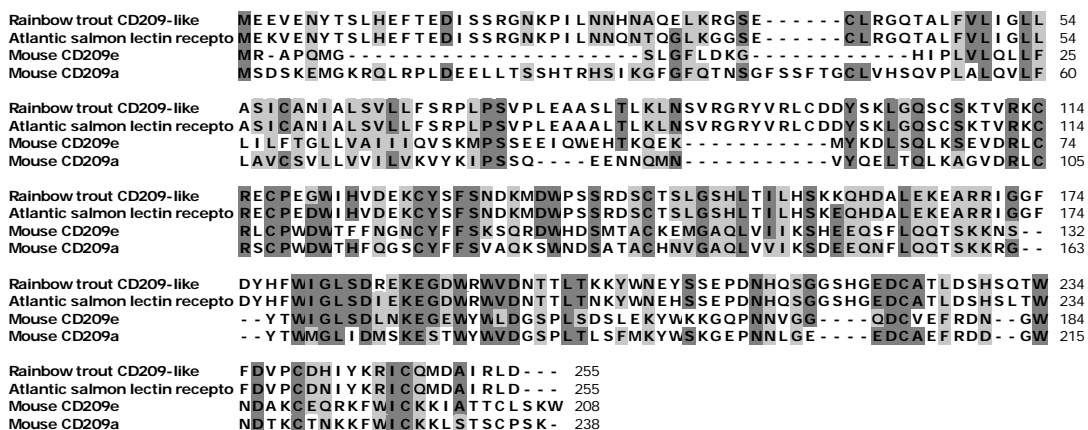 Rainbow trout CD209-like MEEVENYTSLHEFTEDISSRGNKPILNNHNAQELKRGSE------CLRGQTALFVLIGLL 54
Atlantic salmon lectin recepto MEKVENYTSLHEFTEDISSRGNKPILNNQNTQGLKGGSE------CLRGQTALFVLIGLL 54
Mouse CD209e MR-APQMG---------------SLGFLDKG-----------HIPLVLQLLF 25
Mouse CD209a MSDSKEMGKRQLRPLDEELLTSSHTRHSIKGFGFQTNSGFSSFTGCLVHSQVPLALQVLF 60
Rainbow trout CD209-like ASICANIALSVLLFSRPLPSVPLEAASLTLKLNSVRGRYVRLCDDYSKLGQSCSKTVRKC 114
Atlantic salmon lectin recepto ASICANIALSVLLFSRPLPSVPLEAAALTLKLNSVRGRYVRLCDDYSKLGQSCSKTVRKC 114
Mouse CD209e LILFTGLLVAIIIQVSKMPSSEEIQWEHTKQEK-----------MYKDLSQLKSEVDRLC 74
Mouse CD209a LAVCSVLLVVILVKVYKIPSSQ----EENNQMN-----------VYQELTQLKAGVDRLC 105
Rainbow trout CD209-like RECPEGWIHVDEKCYSFSNDKMDWPSSRDSCTSLGSHLTILHSKKQHDALEKEARRIGGF 174
Atlantic salmon lectin recepto RECPEDWIHVDEKCYSFSNDKMDWPSSRDSCTSLGSHLTILHSKEQHDALEKEARRIGGF 174
Mouse CD209e RLCPWDWTFFNGNCYFFSKSQRDWHDSMTACKEMGAQLVIIKSHEEQSFLQQTSKKNS-- 132
Mouse CD209a RSCPWDWTHFQGSCYFFSVAQKSWNDSATACHNVGAQLVVIKSDEEQNFLQQTSKKRG-- 163
Rainbow trout CD209-like DYHFWIGLSDREKEGDWRWVDNTTLTKKYWNEYSSEPDNHQSGGSHGEDCATLDSHSQTW 234
Atlantic salmon lectin recepto DYHFWIGLSDIEKEGDWRWVDNTTLTNKYWNEHSSEPDNHQSGGSHGEDCATLDSHSLTW 234
Mouse CD209e --YTWIGLSDLNKEGEWYWLDGSPLSDSLEKYWKKGQPNNVGG----QDCVEFRDN--GW 184
Mouse CD209a --YTWMGLIDMSKESTWYWVDGSPLTLSFMKYWSKGEPNNLGE----EDCAEFRDD--GW 215
Rainbow trout CD209-like FDVPCDHIYKRICQMDAIRLD--- 255
Atlantic salmon lectin recepto FDVPCDNIYKRICQMDAIRLD--- 255
Mouse CD209e NDAKCEQRKFWICKKIATTCLSKW 208
Mouse CD209a NDTKCTNKKFWICKKLSTSCPSK- 238